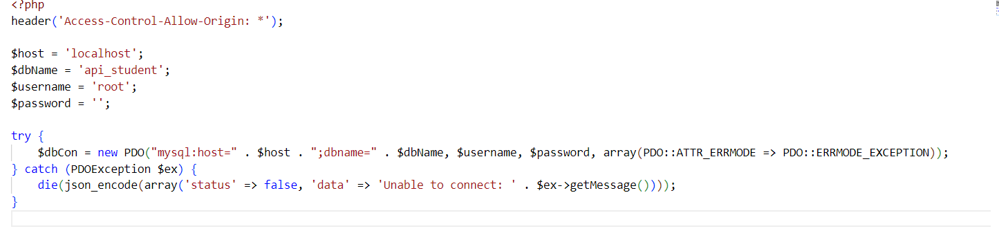 <?php
header('Access-Control-Allow-Origin: *');
$host = 'localhost';
$dbName = 'api_student';
$username = 'root';
$password = '';
try {
$dbCon = new PDO("mysql:host=" . $host . ";dbname=" . $dbName, $username, $password, array(PDO::ATTR_ERRMODE => PDO::ERRMODE_EXCEPTION));
} catch (PDOException $ex) {
die(json_encode(array('status' => false, 'data' => 'Unable to connect: ' . $ex->getMessage())));
}